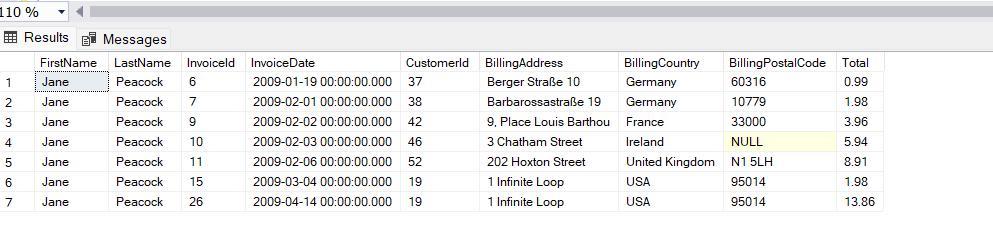 110 %
Results Messages
FirstName LastName InvoiceId InvoiceDate CustomerId BillingAddress BillingCountry BillingPostalCode Total
1 Jane Peacock 6 2009-01-19 00:00:00.000 37 Berger Straße 10 Germany 60316 0.99
2 Jane Peacock 7 2009-02-01 00:00:00.000 38 Barbarossastraße 19 Germany 10779 1.98
3 Jane Peacock 9 2009-02-02 00:00:00.000 42 9, Place Louis Barthou France 33000 3.96
4 Jane Peacock 10 2009-02-03 00:00:00.000 46 3 Chatham Street Ireland NULL 5.94
5 Jane Peacock 11 2009-02-06 00:00:00.000 52 202 Hoxton Street United Kingdom N1 5LH 8.91
6 Jane Peacock 15 2009-03-04 00:00:00.000 19 1 Infinite Loop USA 95014 1.98
7 Jane Peacock 26 2009-04-14 00:00:00.000 19 1 Infinite Loop USA 95014 13.86